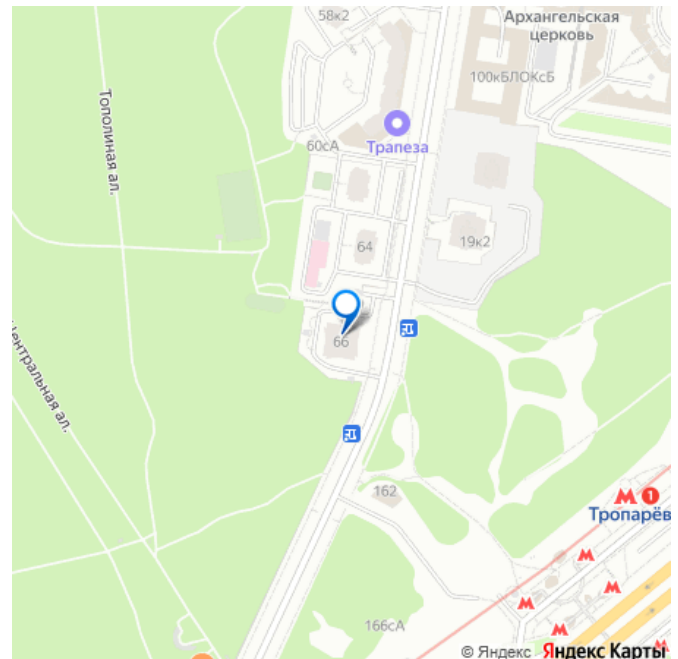 58к2
Архангельская
церковь
100кБЛОКсБ
Тополиная ал.
Трапеза
60сА
64
19к2
66
Центральная ал.
162
М 1
Тропарёв
М
М
М
М
166сА
© Яндекс Яндекс Карты